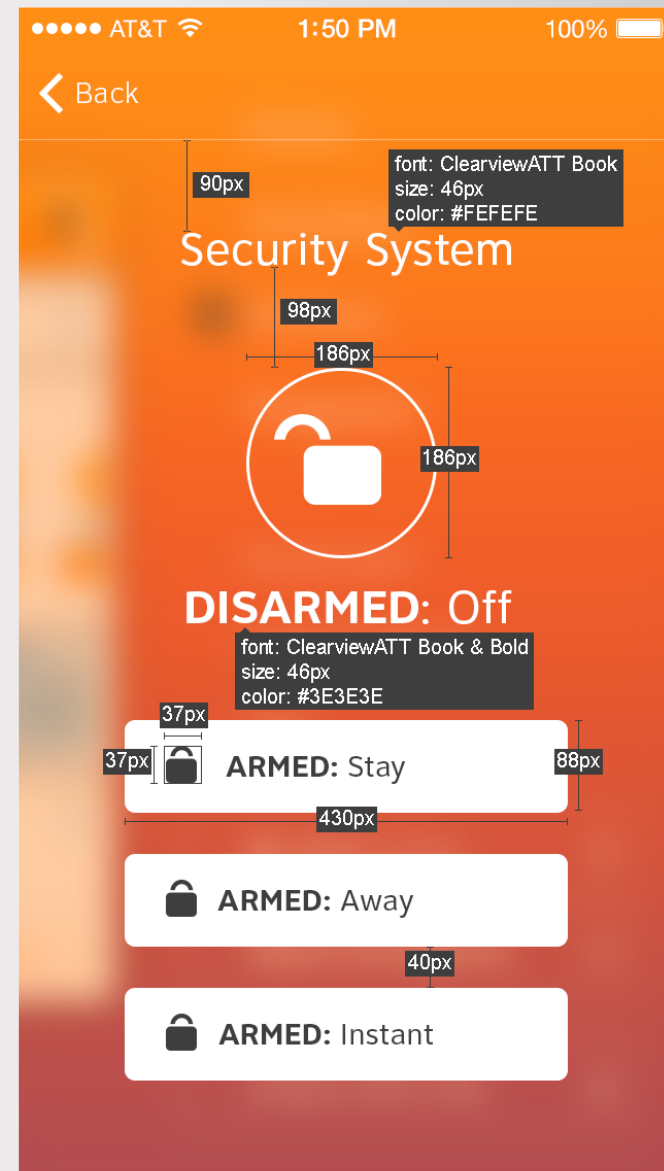 AT&T 1:50 PM 100%
Back
90px
font: ClearviewATT Book
size: 46px
color: #FEFEFE
Security System
98px
186px
186px
DISARMED: Off
font: ClearviewATT Book & Bold
size: 46px
color: #3E3E3E
37px
37px
ARMED: Stay
88px
430px
ARMED: Away
40px
ARMED: Instant